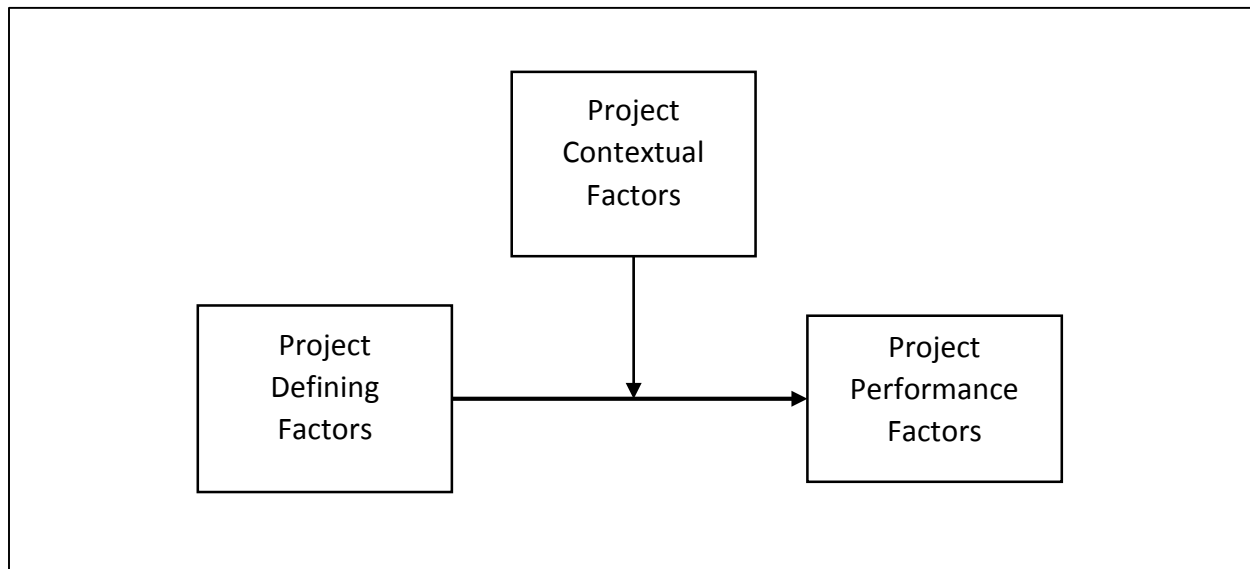 Project
Contextual
Factors
Project
Defining
Factors
Project
Performance
Factors